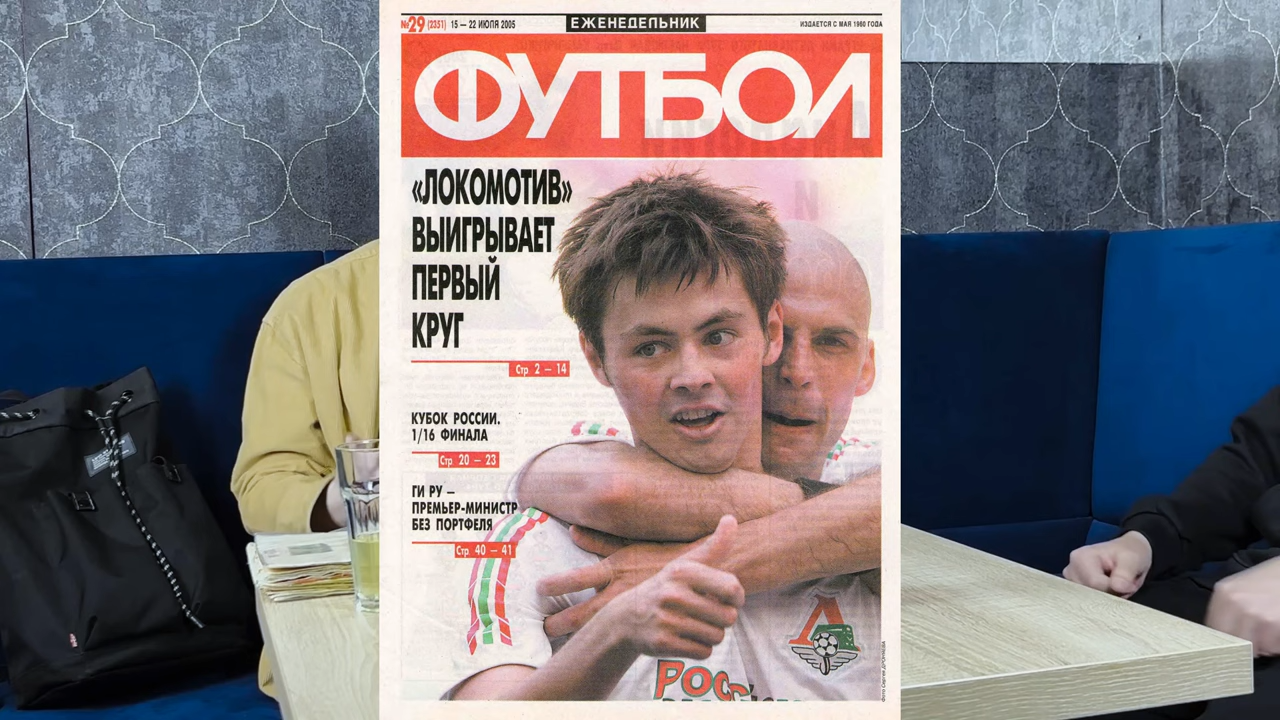 №29 (2351) 15 — 22 ИЮЛЯ 2005
ЕЖЕНЕДЕЛЬНИК
ИЗДАЕТСЯ С МАЯ 1960 ГОДА
ФУТБОЛ
«ЛОКОМОТИВ»
ВЫИГРЫВАЕТ
ПЕРВЫЙ
КРУГ
Стр 2 — 14
КУБОК РОССИИ.
1/16 ФИНАЛА
Стр 20 — 23
ГИ РУ —
ПРЕМЬЕР-МИНИСТР
БЕЗ ПОРТФЕЛЯ
Стр 40 — 41